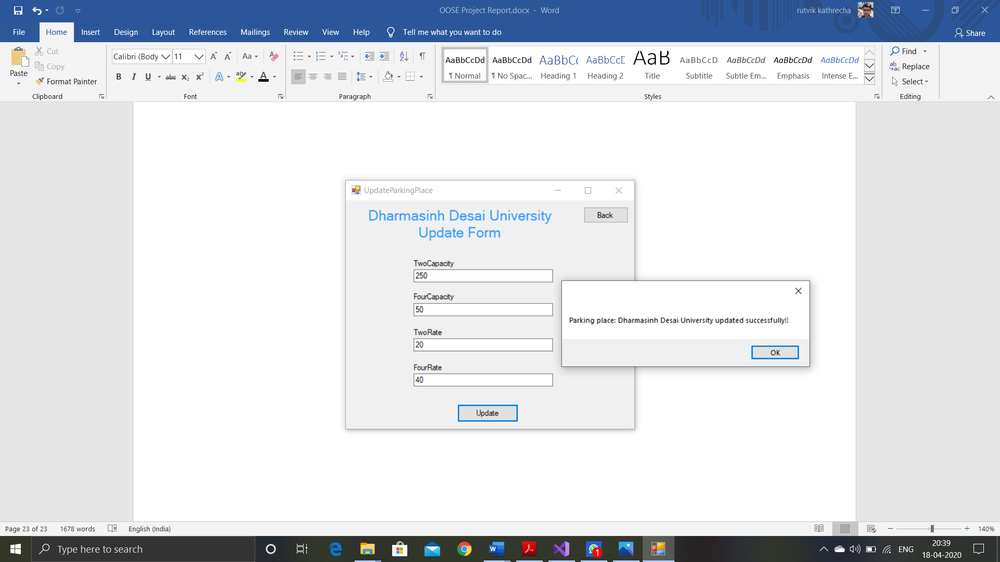 OOSE Project Report.docx - Word
rutvik kathrecha
File Home Insert Design Layout References Mailings Review View Help Tell me what you want to do
Share
Paste
Cut
Copy
Format Painter
Clipboard
Calibri (Body 11
Font
Paragraph
AaBbCcDd AaBbCcDd AaBbCc AaBbCcC AaB AaBbCcD AaBbCcDd AaBbCcDd AaBbCcDd
¶ Normal ¶ No Spac... Heading 1 Heading 2 Title Subtitle Subtle Em... Emphasis Intense E...
Styles
Find
Replace
Select
Editing
UpdateParkingPlace
Dharmasinh Desai University
Update Form
Back
TwoCapacity
250
FourCapacity
50
TwoRate
20
FourRate
40
Update
Parking place: Dharmasinh Desai University updated successfully!!
OK
Page 23 of 23 1678 words English (India) 140%
Type here to search
1
ENG
20:39
18-04-2020